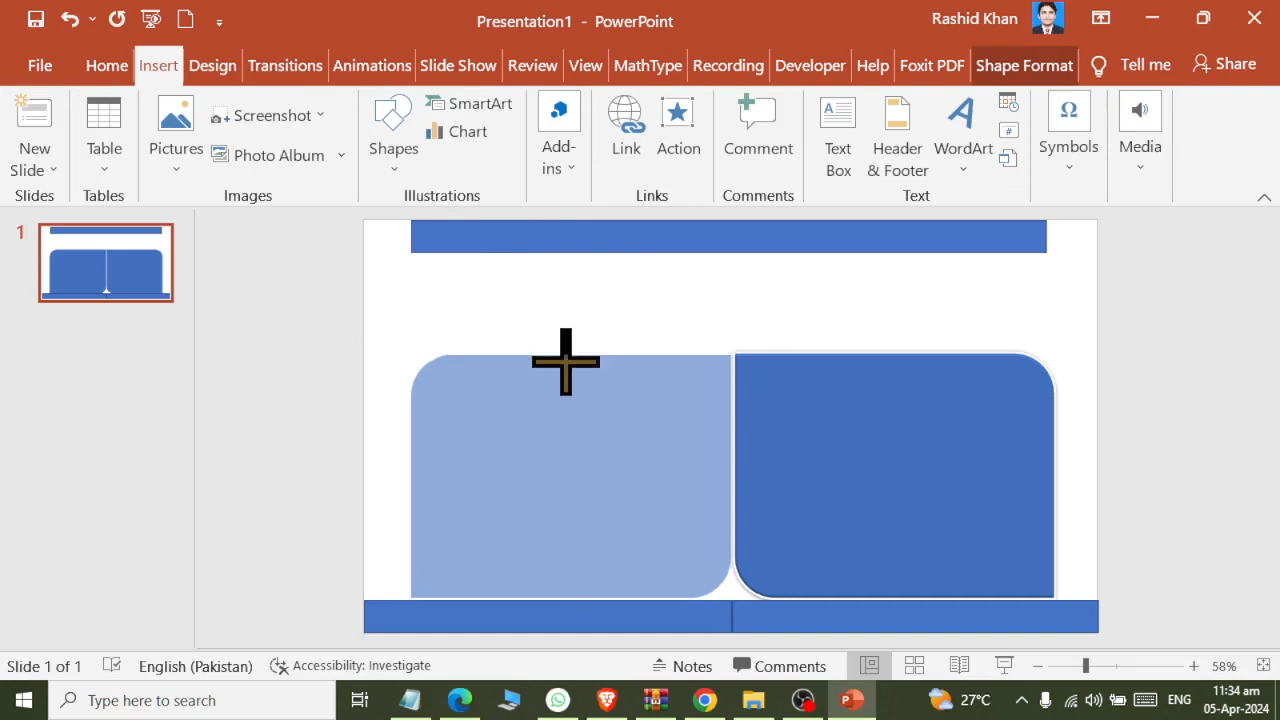 Presentation1 - PowerPoint
Rashid Khan
File Home Insert Design Transitions Animations Slide Show Review View MathType Recording Developer Help Foxit PDF Shape Format Tell me Share
New Slide
Slides
Table
Tables
Pictures
Screenshot
Photo Album
Images
Shapes
SmartArt
Chart
Illustrations
Add-ins
Link
Action
Links
Comment
Comments
Text Box
Header & Footer
WordArt
Text
Symbols
Media
1
Slide 1 of 1 English (Pakistan) Accessibility: Investigate Notes Comments 58%
Type here to search 27°C ENG 11:34 am
05-Apr-2024